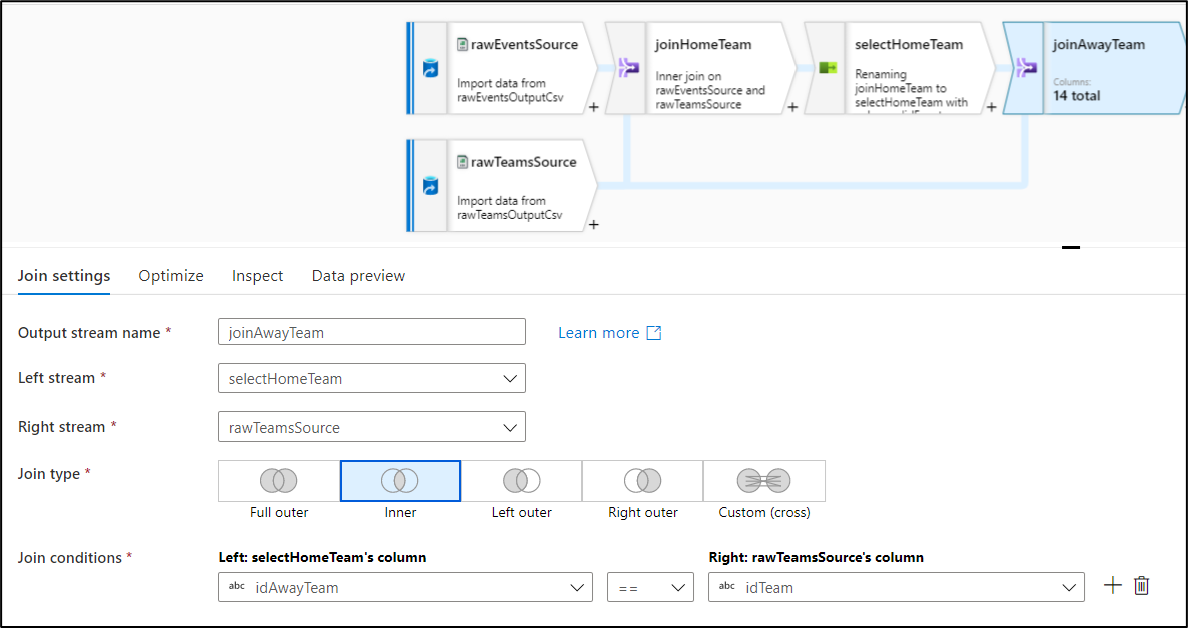 rawEventsSource
Import data from
rawEventsOutputCsv
+
joinHomeTeam
Inner join on
rawEventsSource and
rawTeamsSource
+
selectHomeTeam
Renaming
joinHomeTeam to
selectHomeTeam with
+
joinAwayTeam
Columns:
14 total
rawTeamsSource
Import data from
rawTeamsOutputCsv
+
Join settings Optimize Inspect Data preview
Output stream name * joinAwayTeam Learn more
Left stream * selectHomeTeam
Right stream * rawTeamsSource
Join type *
Full outer Inner Left outer Right outer Custom (cross)
Join conditions * Left: selectHomeTeam's column Right: rawTeamsSource's column
abc idAwayTeam == abc idTeam +